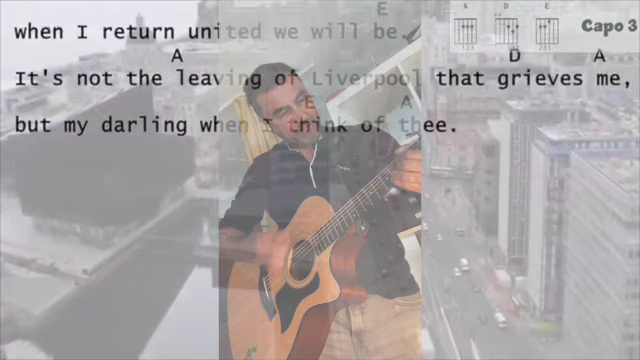 E
A D E
Capo 3
when I return united we will be.
A D A
It's not the leaving of Liverpool that grieves me,
E A
but my darling when I think of thee.